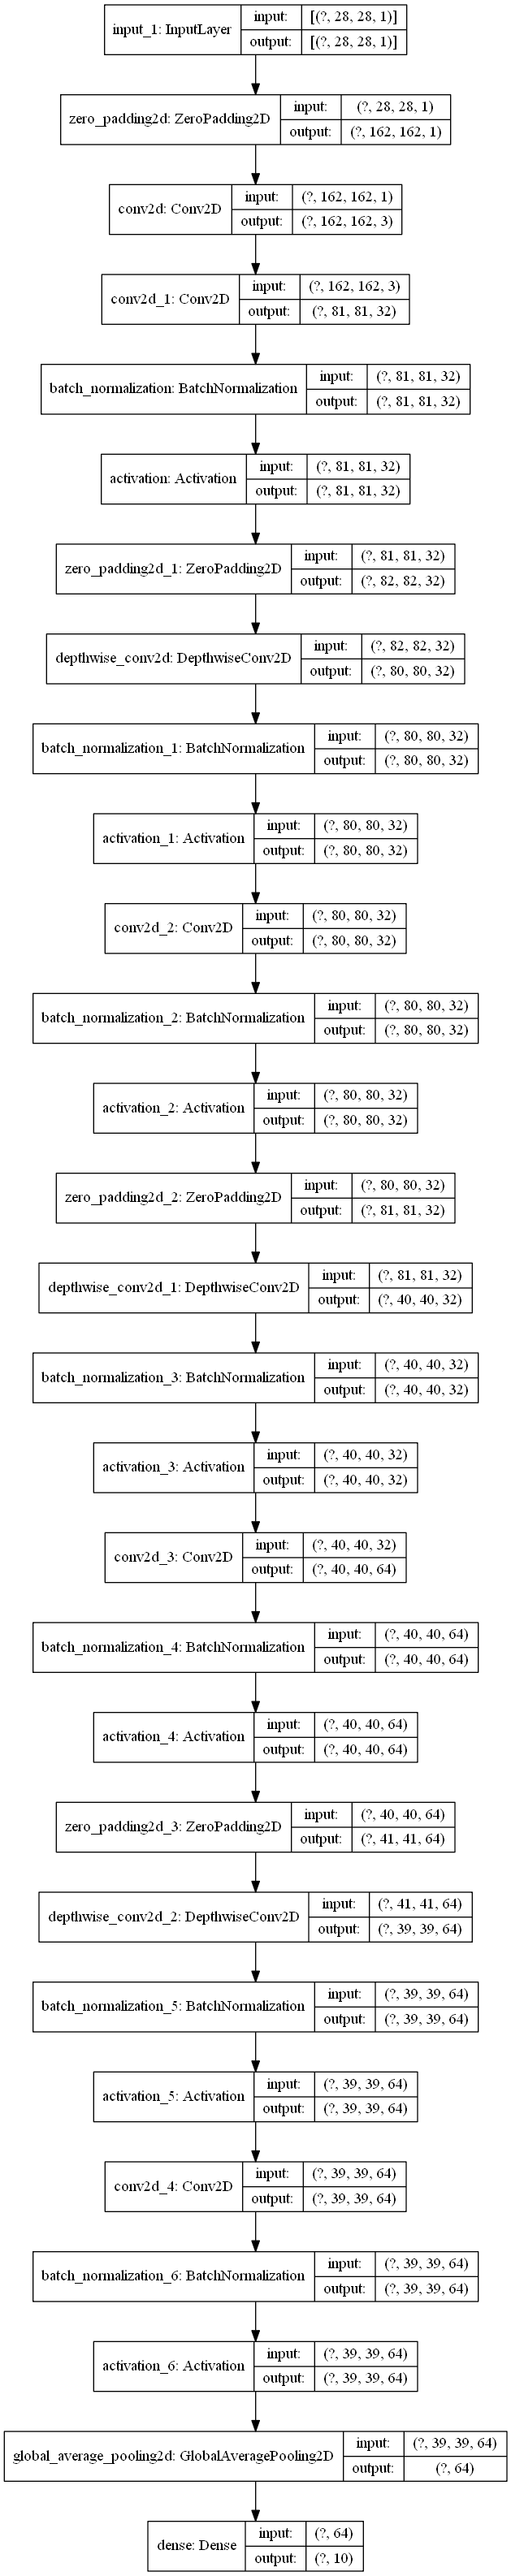 input_1: InputLayer
input: [(?, 28, 28, 1)]
output: [(?, 28, 28, 1)]
zero_padding2d: ZeroPadding2D
input: (?, 28, 28, 1)
output: (?, 162, 162, 1)
conv2d: Conv2D
input: (?, 162, 162, 1)
output: (?, 162, 162, 3)
conv2d_1: Conv2D
input: (?, 162, 162, 3)
output: (?, 81, 81, 32)
batch_normalization: BatchNormalization
input: (?, 81, 81, 32)
output: (?, 81, 81, 32)
activation: Activation
input: (?, 81, 81, 32)
output: (?, 81, 81, 32)
zero_padding2d_1: ZeroPadding2D
input: (?, 81, 81, 32)
output: (?, 82, 82, 32)
depthwise_conv2d: DepthwiseConv2D
input: (?, 82, 82, 32)
output: (?, 80, 80, 32)
batch_normalization_1: BatchNormalization
input: (?, 80, 80, 32)
output: (?, 80, 80, 32)
activation_1: Activation
input: (?, 80, 80, 32)
output: (?, 80, 80, 32)
conv2d_2: Conv2D
input: (?, 80, 80, 32)
output: (?, 80, 80, 32)
batch_normalization_2: BatchNormalization
input: (?, 80, 80, 32)
output: (?, 80, 80, 32)
activation_2: Activation
input: (?, 80, 80, 32)
output: (?, 80, 80, 32)
zero_padding2d_2: ZeroPadding2D
input: (?, 80, 80, 32)
output: (?, 81, 81, 32)
depthwise_conv2d_1: DepthwiseConv2D
input: (?, 81, 81, 32)
output: (?, 40, 40, 32)
batch_normalization_3: BatchNormalization
input: (?, 40, 40, 32)
output: (?, 40, 40, 32)
activation_3: Activation
input: (?, 40, 40, 32)
output: (?, 40, 40, 32)
conv2d_3: Conv2D
input: (?, 40, 40, 32)
output: (?, 40, 40, 64)
batch_normalization_4: BatchNormalization
input: (?, 40, 40, 64)
output: (?, 40, 40, 64)
activation_4: Activation
input: (?, 40, 40, 64)
output: (?, 40, 40, 64)
zero_padding2d_3: ZeroPadding2D
input: (?, 40, 40, 64)
output: (?, 41, 41, 64)
depthwise_conv2d_2: DepthwiseConv2D
input: (?, 41, 41, 64)
output: (?, 39, 39, 64)
batch_normalization_5: BatchNormalization
input: (?, 39, 39, 64)
output: (?, 39, 39, 64)
activation_5: Activation
input: (?, 39, 39, 64)
output: (?, 39, 39, 64)
conv2d_4: Conv2D
input: (?, 39, 39, 64)
output: (?, 39, 39, 64)
batch_normalization_6: BatchNormalization
input: (?, 39, 39, 64)
output: (?, 39, 39, 64)
activation_6: Activation
input: (?, 39, 39, 64)
output: (?, 39, 39, 64)
global_average_pooling2d: GlobalAveragePooling2D
input: (?, 39, 39, 64)
output: (?, 64)
dense: Dense
input: (?, 64)
output: (?, 10)